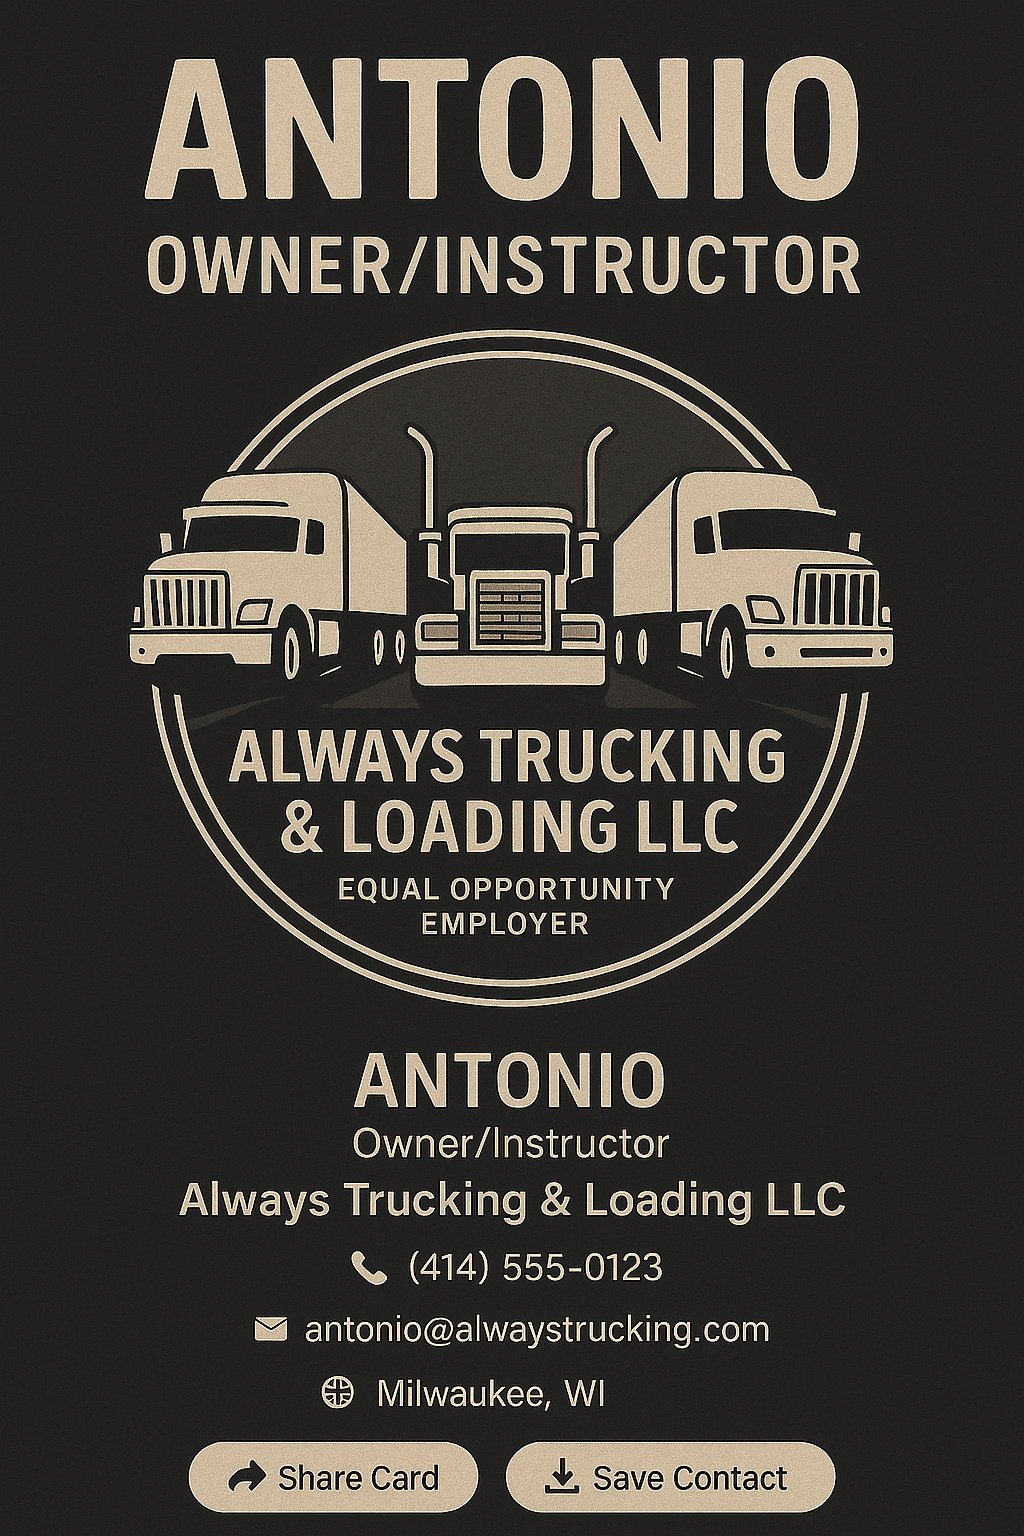 ANTONIO
OWNER/INSTRUCTOR
ALWAYS TRUCKING
& LOADING LLC
EQUAL OPPORTUNITY
EMPLOYER
ANTONIO
Owner/Instructor
Always Trucking & Loading LLC
(414) 555-0123
antonio@alwaystrucking.com
Milwaukee, WI
Share Card
Save Contact